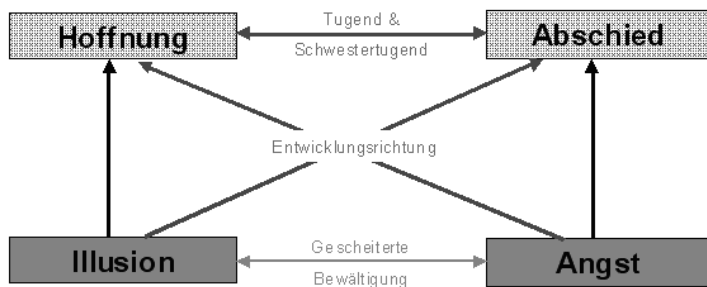 Hoffnung
Tugend &
Schwestertugend
Abschied
Entwicklungsrichtung
Illusion
Gescheiterte
Bewältigung
Angst